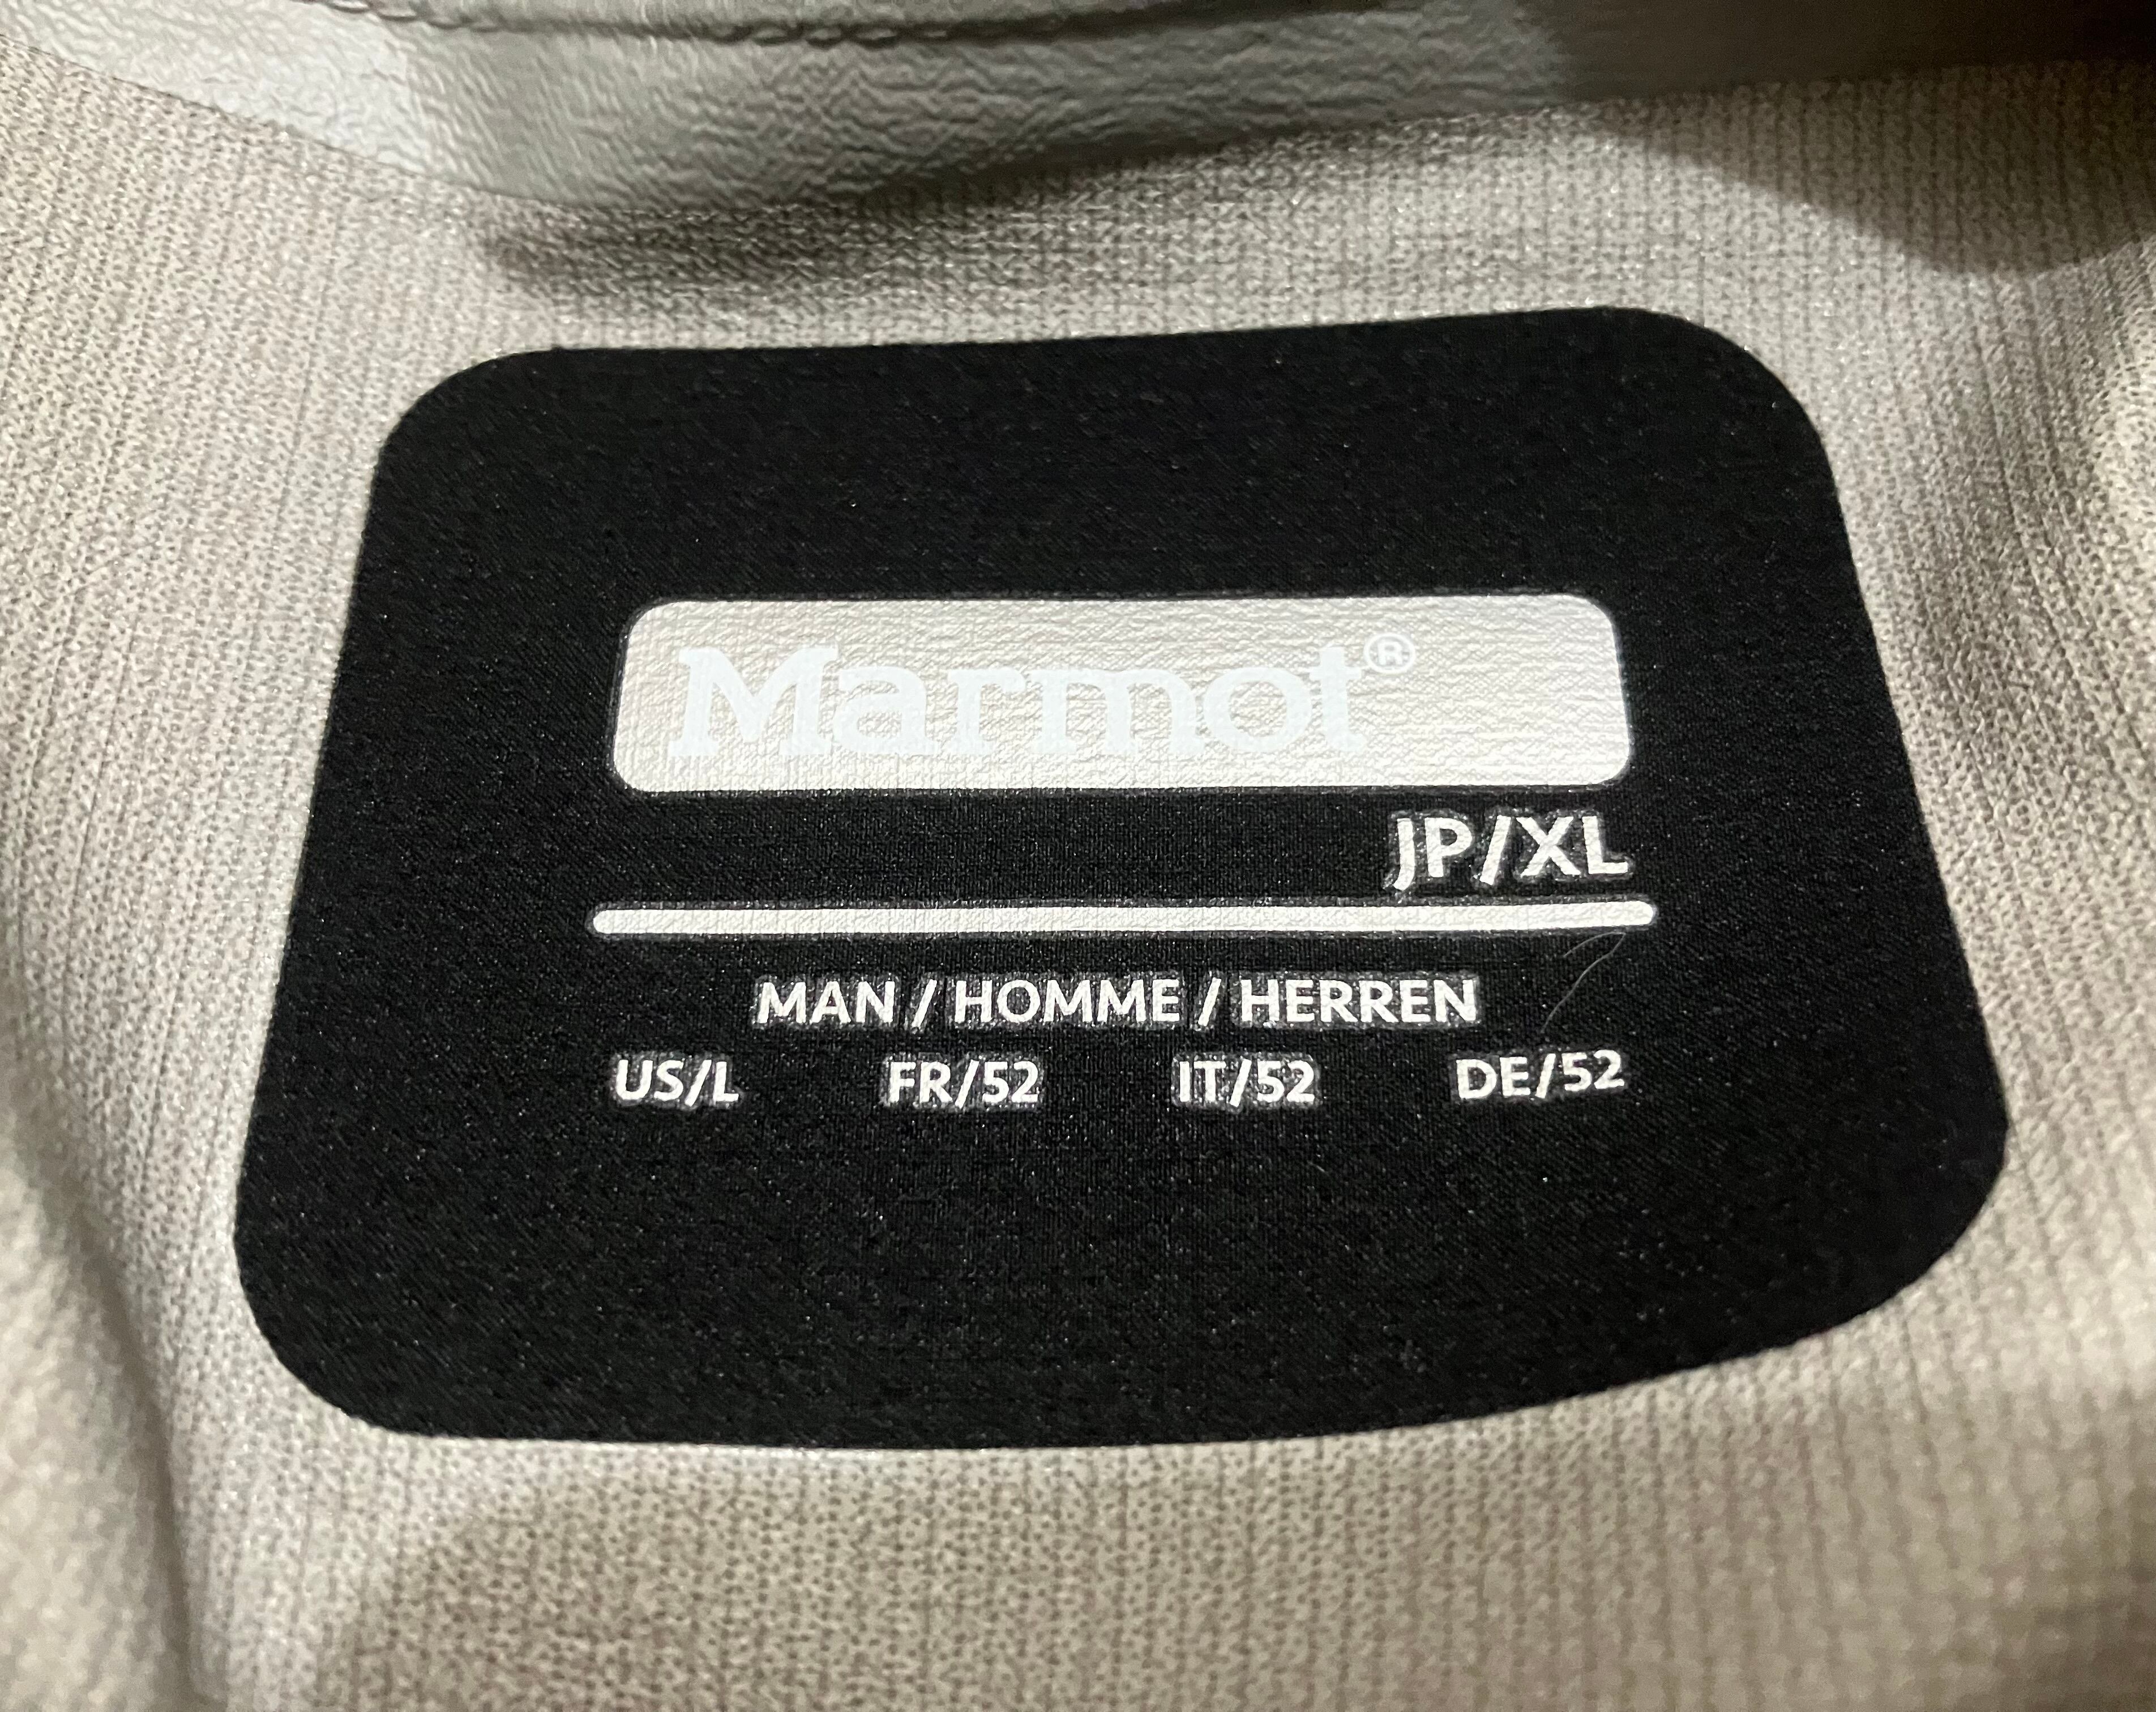 Marmot®
JP/XL
MAN / HOMME / HERREN
US/L FR/52 IT/52 DE/52